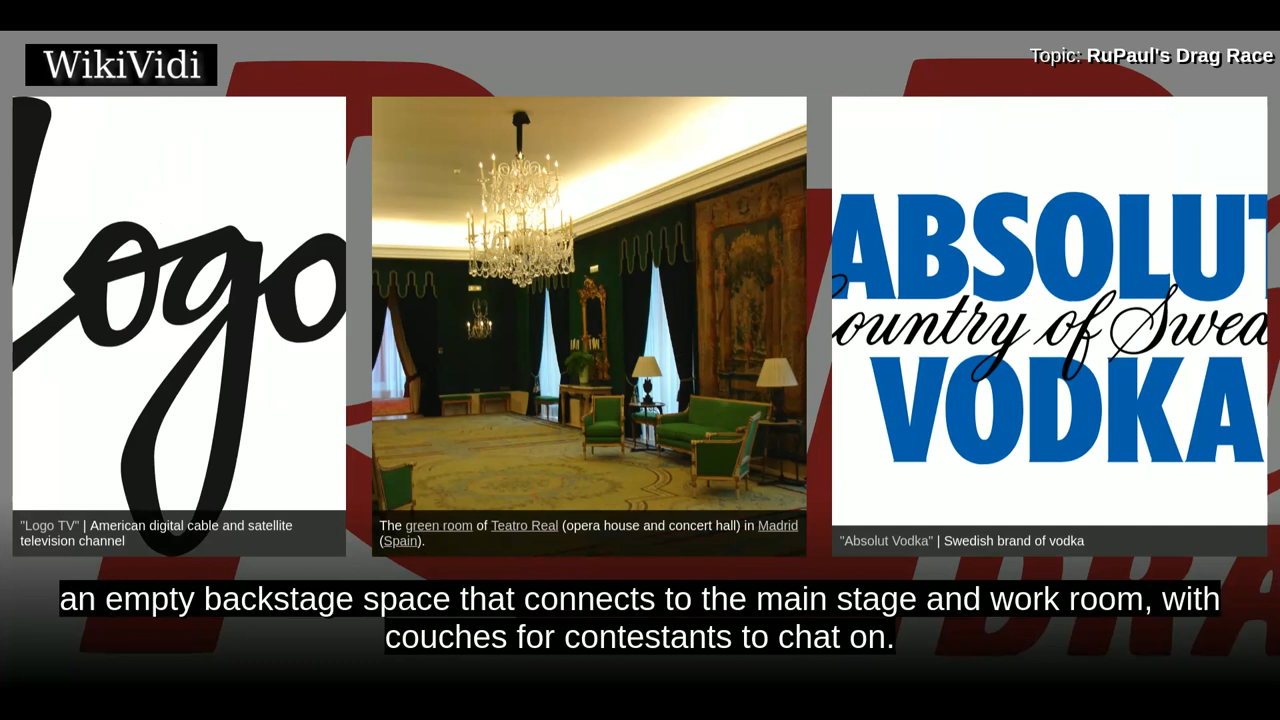 WikiVidi
Topic: RuPaul's Drag Race
logo
ABSOLUT
ountry of Swed
VODKA
"Logo TV" | American digital cable and satellite
television channel
The green room of Teatro Real (opera house and concert hall) in Madrid
(Spain).
"Absolut Vodka" | Swedish brand of vodka
an empty backstage space that connects to the main stage and work room, with
couches for contestants to chat on.
DRA